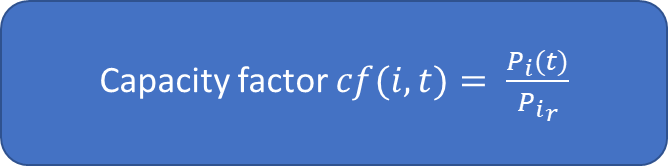 Capacity factor cf(i, t) = P_i(t) / P_{i_r}